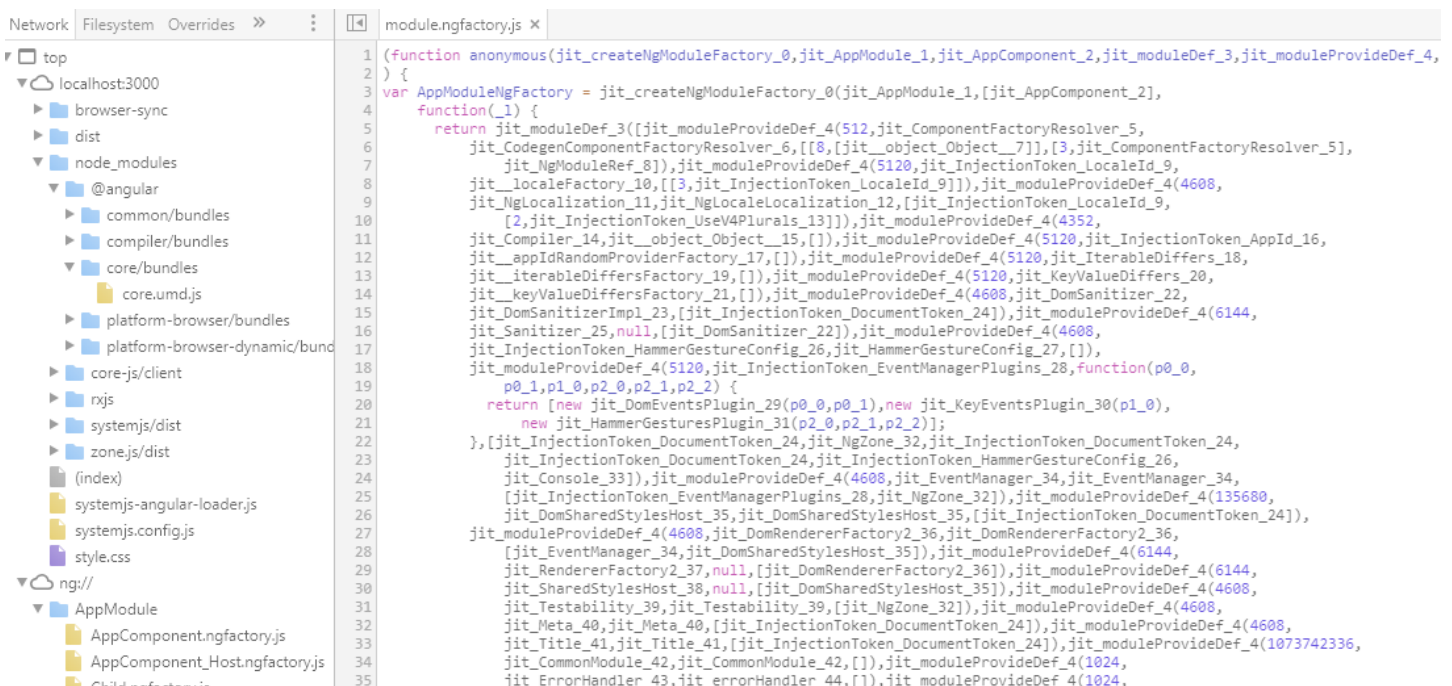 Network Filesystem Overrides »
top
localhost:3000
browser-sync
dist
node_modules
@angular
common/bundles
compiler/bundles
core/bundles
core.umd.js
platform-browser/bundles
platform-browser-dynamic/bund
core-js/client
rxjs
systemjs/dist
zone.js/dist
(index)
systemjs-angular-loader.js
systemjs.config.js
style.css
ng://
AppModule
AppComponent.ngfactory.js
AppComponent_Host.ngfactory.js
module.ngfactory.js ×
1 (function anonymous(jit_createNgModuleFactory_0,jit_AppModule_1,jit_AppComponent_2,jit_moduleDef_3,jit_moduleProvideDef_4,
2 ) {
3 var AppModuleNgFactory = jit_createNgModuleFactory_0(jit_AppModule_1,[jit_AppComponent_2],
4 function(_l) {
5 return jit_moduleDef_3([jit_moduleProvideDef_4(512,jit_ComponentFactoryResolver_5,
6 jit_CodegenComponentFactoryResolver_6,[[8,[jit__object_Object__7]],[3,jit_ComponentFactoryResolver_5],
7 jit_NgModuleRef_8]),jit_moduleProvideDef_4(5120,jit_InjectionToken_LocaleId_9,
8 jit__localeFactory_10,[[3,jit_InjectionToken_LocaleId_9]]),jit_moduleProvideDef_4(4608,
9 jit_NgLocalization_11,jit_NgLocaleLocalization_12,[jit_InjectionToken_LocaleId_9,
10 [2,jit_InjectionToken_UseV4Plurals_13]]),jit_moduleProvideDef_4(4352,
11 jit_Compiler_14,jit__object_Object__15,[]),jit_moduleProvideDef_4(5120,jit_InjectionToken_AppId_16,
12 jit__appIdRandomProviderFactory_17,[]),jit_moduleProvideDef_4(5120,jit_IterableDiffers_18,
13 jit__iterableDiffersFactory_19,[]),jit_moduleProvideDef_4(5120,jit_KeyValueDiffers_20,
14 jit__keyValueDiffersFactory_21,[]),jit_moduleProvideDef_4(4608,jit_DomSanitizer_22,
15 jit_DomSanitizerImpl_23,[jit_InjectionToken_DocumentToken_24]),jit_moduleProvideDef_4(6144,
16 jit_Sanitizer_25,null,[jit_DomSanitizer_22]),jit_moduleProvideDef_4(4608,
17 jit_InjectionToken_HammerGestureConfig_26,jit_HammerGestureConfig_27,[]),
18 jit_moduleProvideDef_4(5120,jit_InjectionToken_EventManagerPlugins_28,function(p0_0,
19 p0_1,p1_0,p2_0,p2_1,p2_2) {
20 return [new jit_DomEventsPlugin_29(p0_0,p0_1),new jit_KeyEventsPlugin_30(p1_0),
21 new jit_HammerGesturesPlugin_31(p2_0,p2_1,p2_2)];
22 },[jit_InjectionToken_DocumentToken_24,jit_NgZone_32,jit_InjectionToken_DocumentToken_24,
23 jit_InjectionToken_DocumentToken_24,jit_InjectionToken_HammerGestureConfig_26,
24 jit_Console_33]),jit_moduleProvideDef_4(4608,jit_EventManager_34,jit_EventManager_34,
25 [jit_InjectionToken_EventManagerPlugins_28,jit_NgZone_32]),jit_moduleProvideDef_4(135680,
26 jit_DomSharedStylesHost_35,jit_DomSharedStylesHost_35,[jit_InjectionToken_DocumentToken_24]),
27 jit_moduleProvideDef_4(4608,jit_DomRendererFactory2_36,jit_DomRendererFactory2_36,
28 [jit_EventManager_34,jit_DomSharedStylesHost_35]),jit_moduleProvideDef_4(6144,
29 jit_RendererFactory2_37,null,[jit_DomRendererFactory2_36]),jit_moduleProvideDef_4(6144,
30 jit_SharedStylesHost_38,null,[jit_DomSharedStylesHost_35]),jit_moduleProvideDef_4(4608,
31 jit_Testability_39,jit_Testability_39,[jit_NgZone_32]),jit_moduleProvideDef_4(4608,
32 jit_Meta_40,jit_Meta_40,[jit_InjectionToken_DocumentToken_24]),jit_moduleProvideDef_4(4608,
33 jit_Title_41,jit_Title_41,[jit_InjectionToken_DocumentToken_24]),jit_moduleProvideDef_4(1073742336,
34 jit_CommonModule_42,jit_CommonModule_42,[]),jit_moduleProvideDef_4(1024,
35 jit_ErrorHandler_43,jit_errorHandler_44,[]),jit_moduleProvideDef_4(1024,